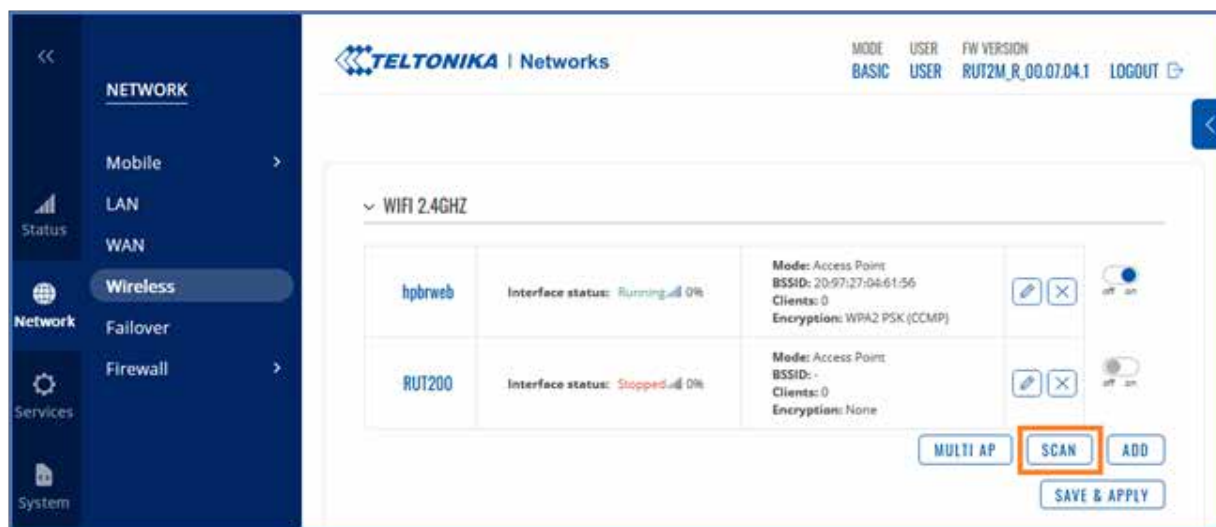 TELTONIKA | Networks
MODE USER FW VERSION
BASIC USER RUT2M_R_00.07.04.1 LOGOUT
NETWORK
Mobile
LAN
WAN
Wireless
Failover
Firewall
Status
Network
Services
System
WIFI 2.4GHZ
hpbrweb
Interface status: Running 0%
Mode: Access Point
BSSID: 20:97:27:04:61:56
Clients: 0
Encryption: WPA2 PSK (CCMP)
off on
RUT200
Interface status: Stopped 0%
Mode: Access Point
BSSID: -
Clients: 0
Encryption: None
off on
MULTI AP SCAN ADD
SAVE & APPLY